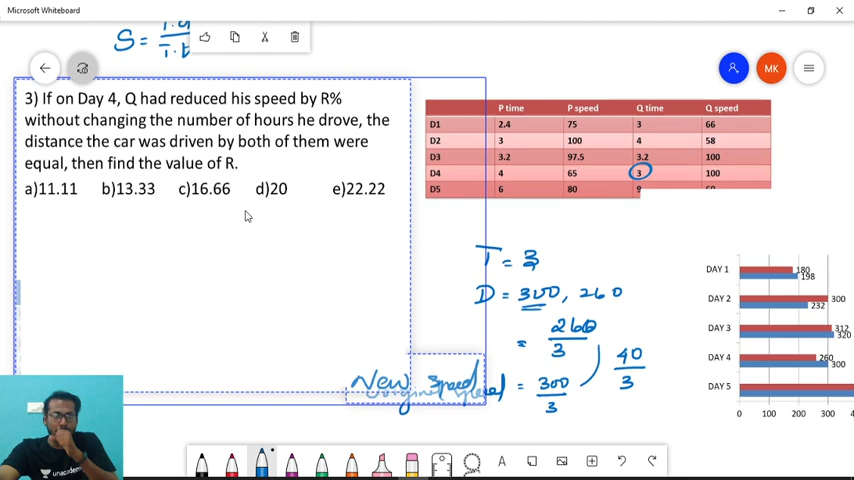 Microsoft Whiteboard
S =
MK
3) If on Day 4, Q had reduced his speed by R%
without changing the number of hours he drove, the
distance the car was driven by both of them were
equal, then find the value of R.
a)11.11 b)13.33 c)16.66 d)20 e)22.22
P time P speed Q time Q speed
D1 2.4 75 3 66
D2 3 100 4 58
D3 3.2 97.5 3.2 100
D4 4 65 3 100
D5 6 80
T = 3
D = 300, 260
= 260/3
New speed
original speed = 300/3
40/3
DAY 1 180 198
DAY 2 300 232
DAY 3 312 320
DAY 4 260 300
DAY 5
0 100 200 300
unacademy
A